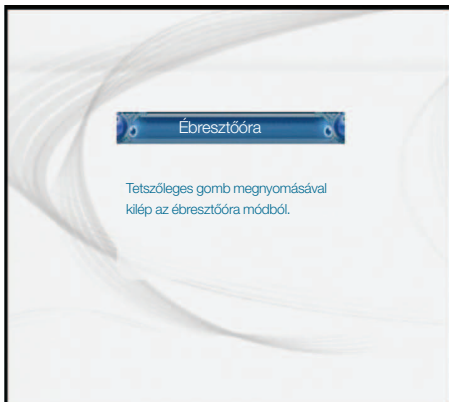 Ébresztőóra
Tetszőleges gomb megnyomásával
kilép az ébresztőóra módból.